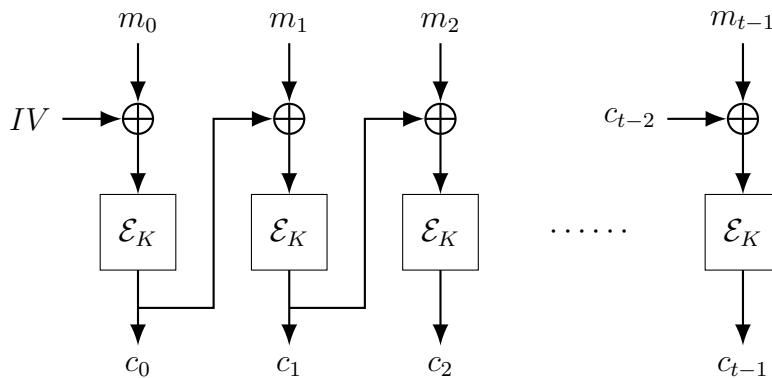 m_0 m_1 m_2 m_{t−1}
IV c_{t−2}
ℰ_K ℰ_K ℰ_K ...... ℰ_K
c_0 c_1 c_2 c_{t−1}